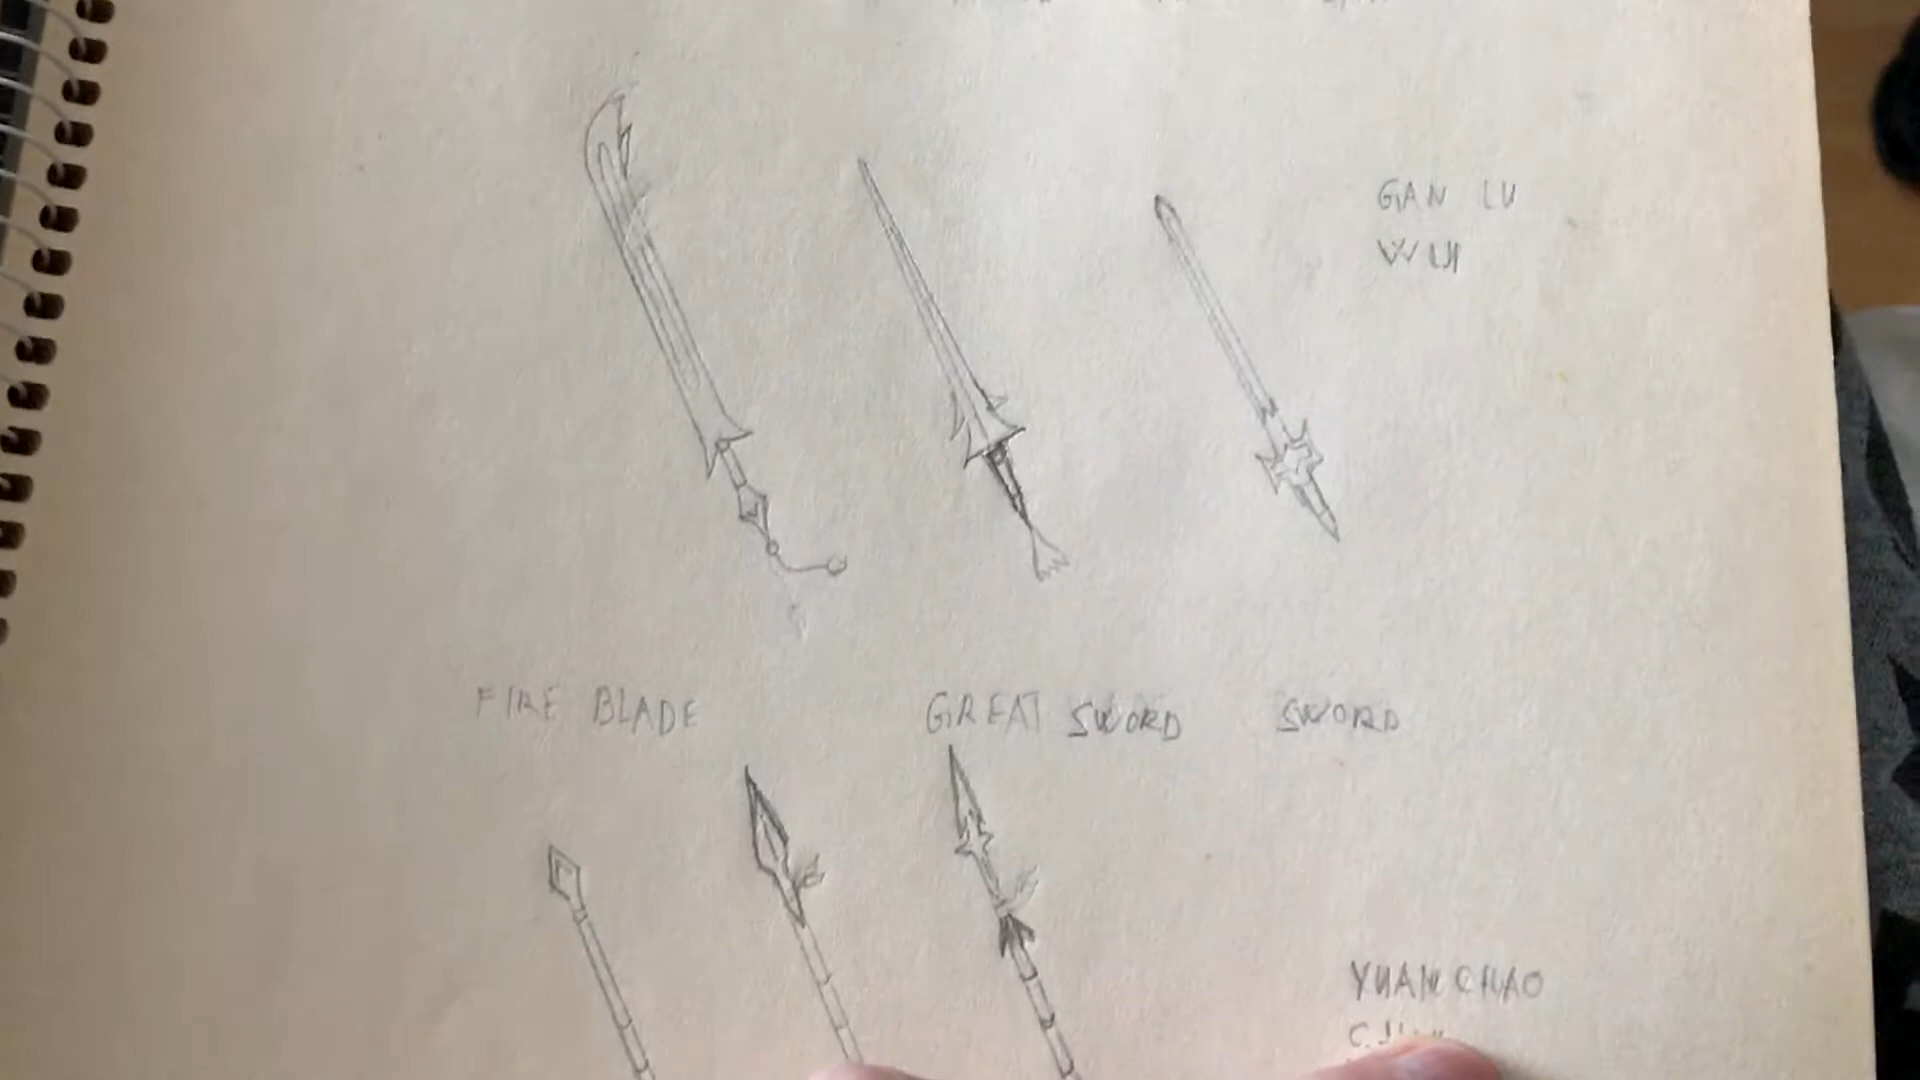 GAN LU
WUI
FIRE BLADE
GREAT SWORD
SWORD
YUANCHAO